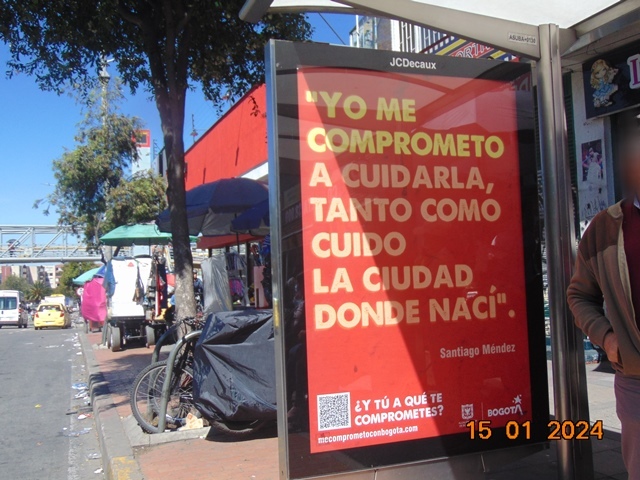 JCDecaux
"YO ME
COMPROMETO
A CUIDARLA,
TANTO COMO
CUIDO
LA CIUDAD
DONDE NACÍ".
Santiago Méndez
¿Y TÚ A QUÉ TE
COMPROMETES?
mecomprometoconbogota.com
BOGOTÁ
15 01 2024